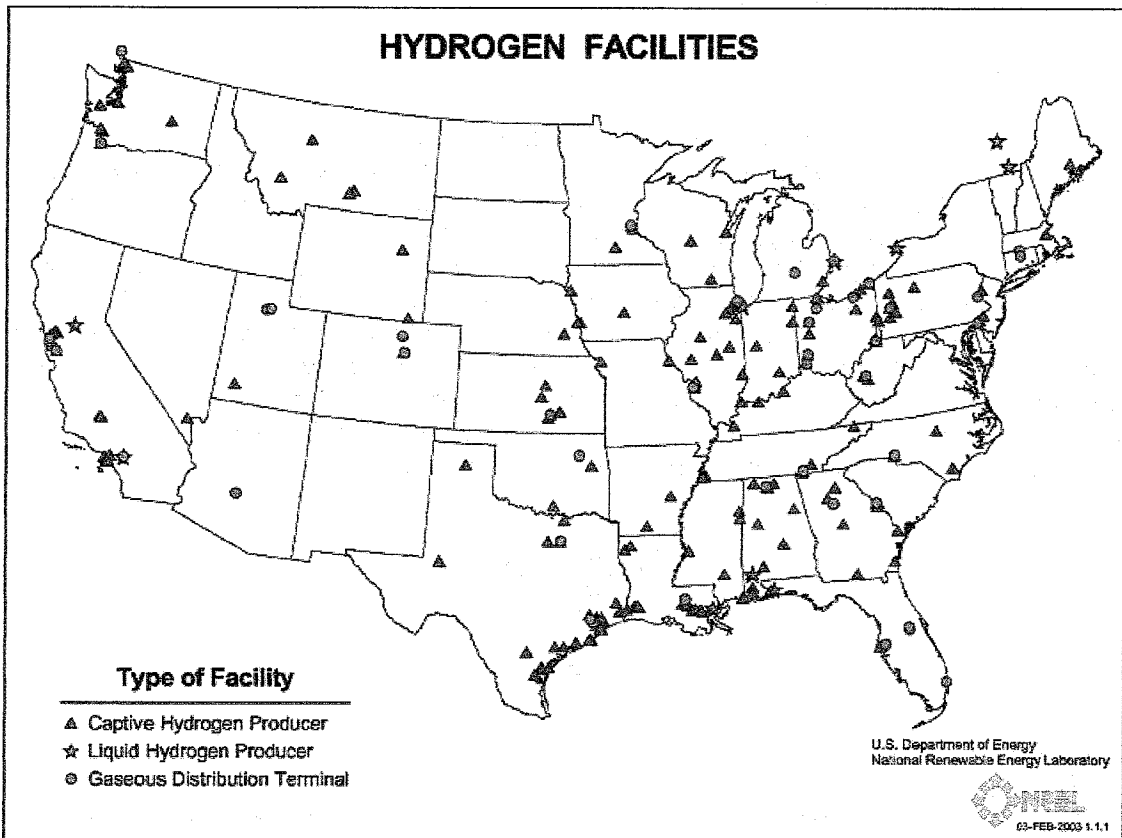 HYDROGEN FACILITIES
Type of Facility
Captive Hydrogen Producer
Liquid Hydrogen Producer
Gaseous Distribution Terminal
U.S. Department of Energy
National Renewable Energy Laboratory
NREL
03-FEB-2003 1.1.1